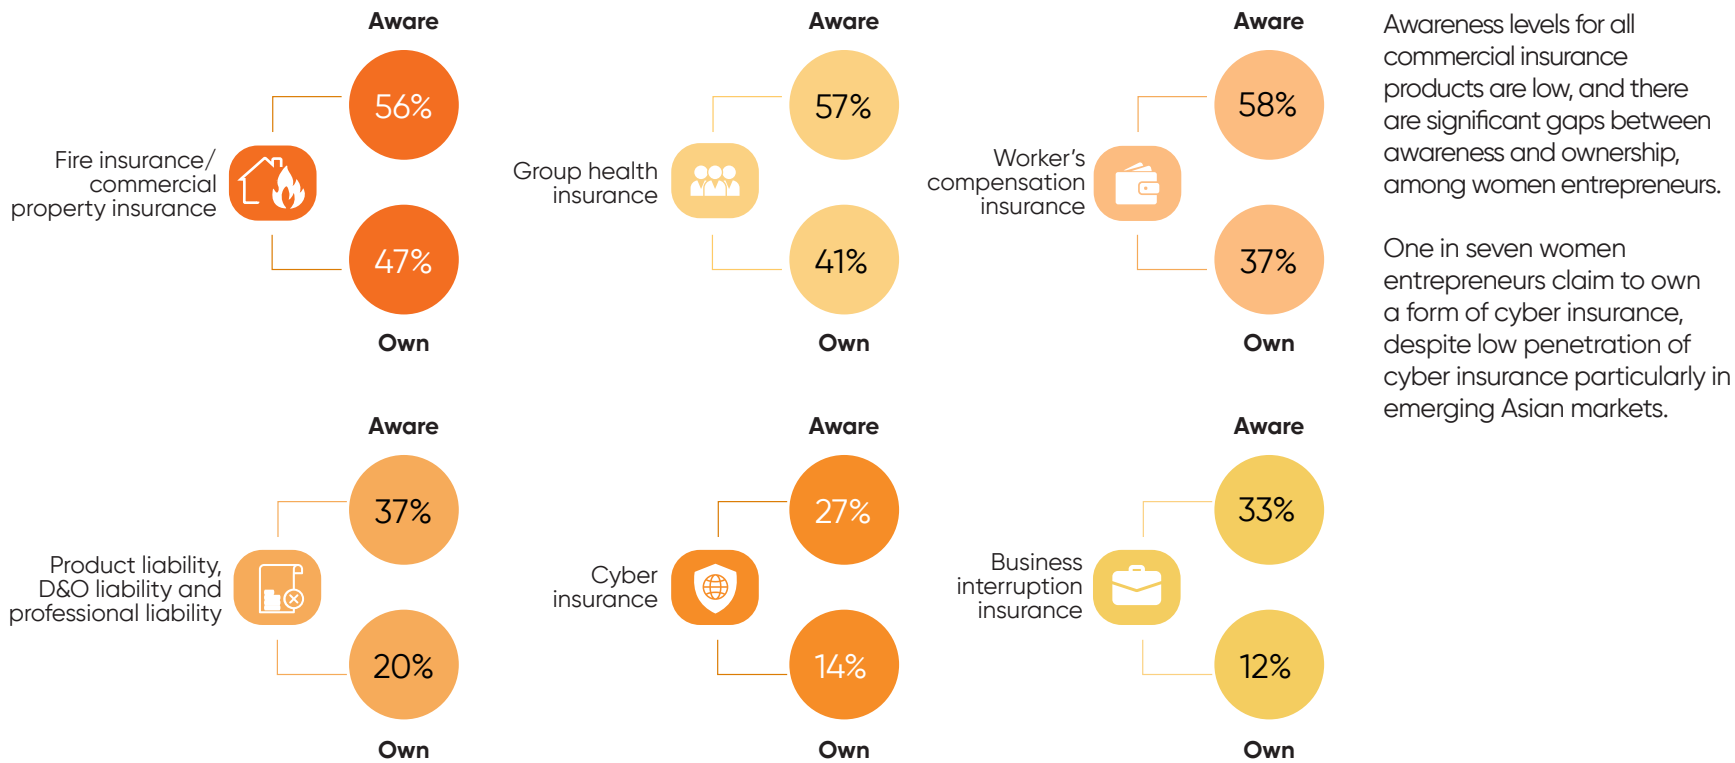 Aware
56%
Fire insurance/
commercial
property insurance
47%
Own
Aware
57%
Group health
insurance
41%
Own
Aware
58%
Worker's
compensation
insurance
37%
Own
Awareness levels for all
commercial insurance
products are low, and there
are significant gaps between
awareness and ownership,
among women entrepreneurs.
One in seven women
entrepreneurs claim to own
a form of cyber insurance,
despite low penetration of
cyber insurance particularly in
emerging Asian markets.
Aware
37%
Product liability,
D&O liability and
professional liability
20%
Own
Aware
27%
Cyber
insurance
14%
Own
Aware
33%
Business
interruption
insurance
12%
Own